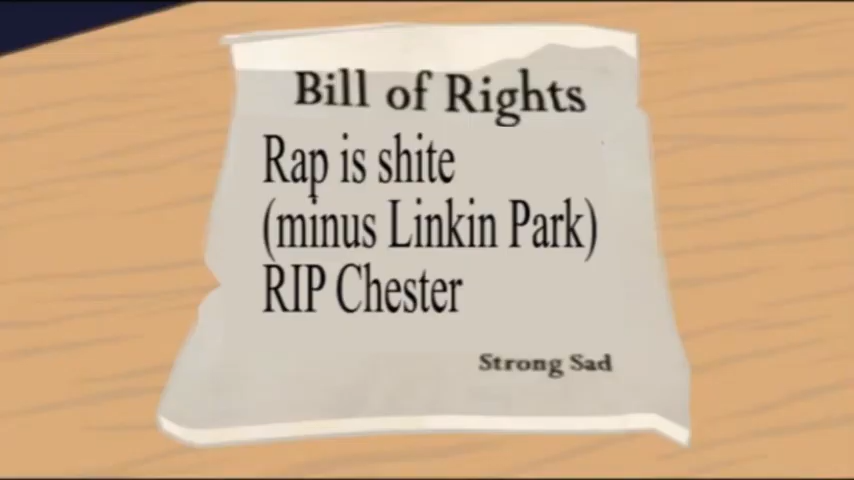 Bill of Rights
Rap is shite
(minus Linkin Park)
RIP Chester
Strong Sad